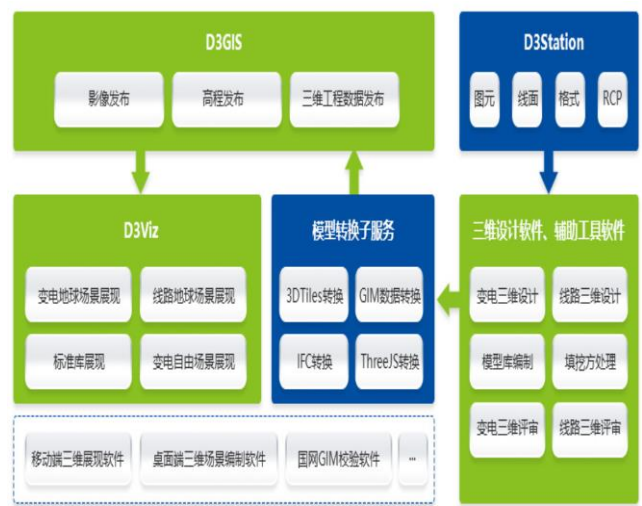 D3GIS
影像发布
高程发布
三维工程数据发布
D3Station
图元
线面
格式
RCP
D3Viz
变电地球场景展现
线路地球场景展现
标准库展现
变电自由场景展现
模型转换子服务
3DTIles转换
GIM数据转换
IFC转换
ThreeJS转换
三维设计软件、辅助工具软件
变电三维设计
线路三维设计
模型库编制
填挖方处理
变电三维评审
线路三维评审
移动端三维展现软件
桌面端三维场景编制软件
国网GIM校验软件
...